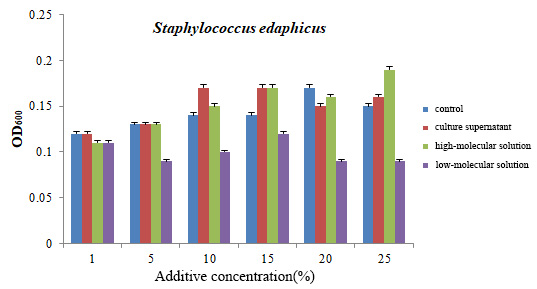 Staphylococcus edaphicus
0.25
0.2
0.15
0.1
0.05
0
OD600
1 5 10 15 20 25
Additive concentration(%)
control
culture supernatant
high-molecular solution
low-molecular solution